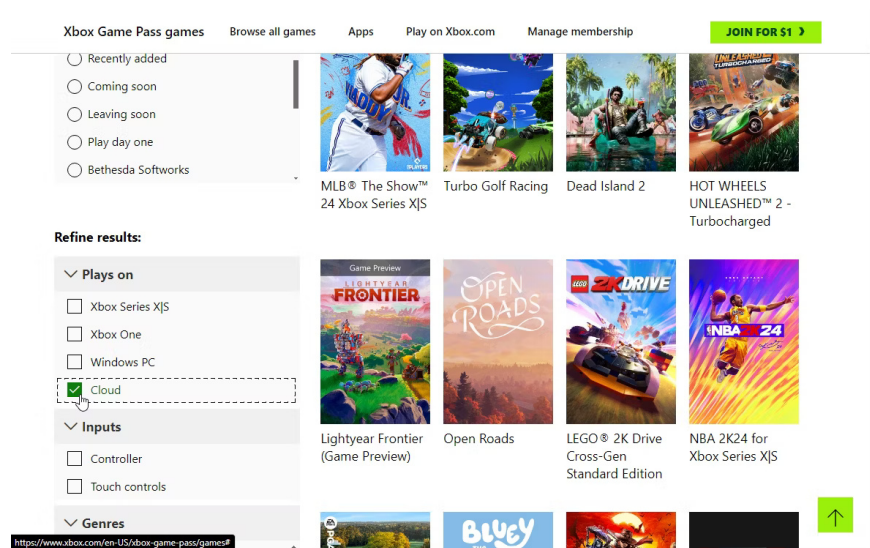 Xbox Game Pass games
Browse all games
Apps
Play on Xbox.com
Manage membership
JOIN FOR $1
Recently added
Coming soon
Leaving soon
Play day one
Bethesda Softworks
Refine results:
Plays on
Xbox Series X|S
Xbox One
Windows PC
Cloud
Inputs
Controller
Touch controls
Genres
https://www.xbox.com/en-US/xbox-game-pass/games#
UNLEASHED 2
TURBOCHARGED
MLB® The Show™
24 Xbox Series X|S
Turbo Golf Racing
Dead Island 2
HOT WHEELS
UNLEASHED™ 2 -
Turbocharged
Game Preview
LIGHTYEAR
FRONTIER
OPEN
ROADS
LEGO 2K DRIVE
NBA 2K24
Lightyear Frontier
(Game Preview)
Open Roads
LEGO® 2K Drive
Cross-Gen
Standard Edition
NBA 2K24 for
Xbox Series X|S
BLUEY